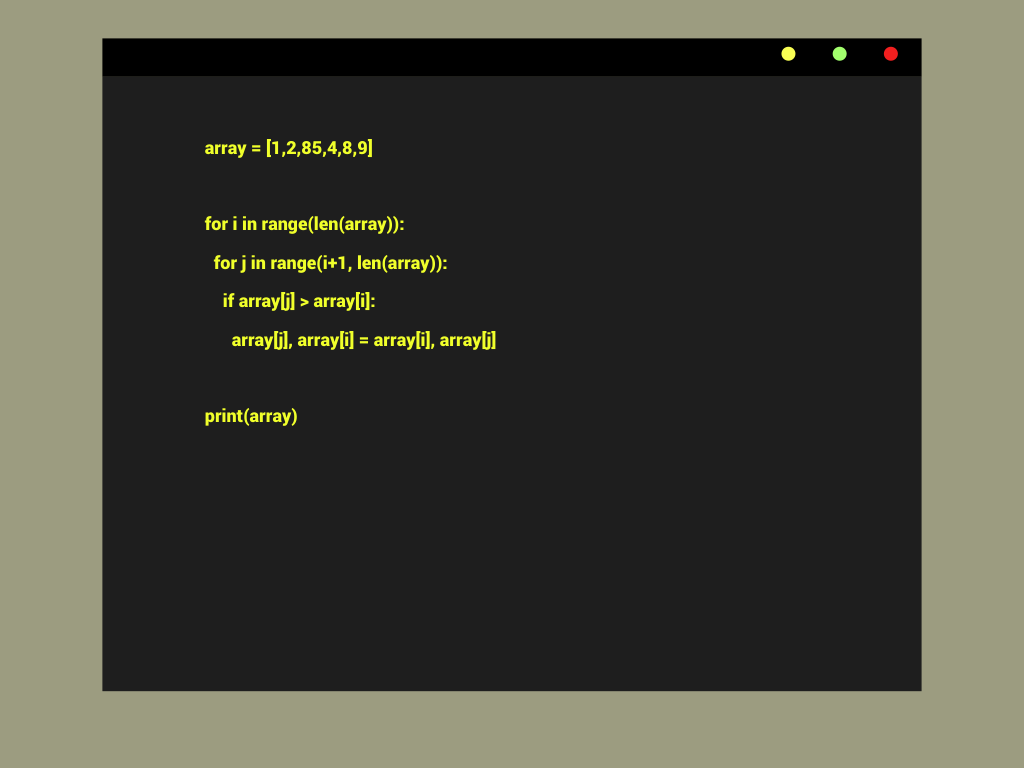 array = [1,2,85,4,8,9]
for i in range(len(array)):
for j in range(i+1, len(array)):
if array[j] > array[i]:
array[j], array[i] = array[i], array[j]
print(array)